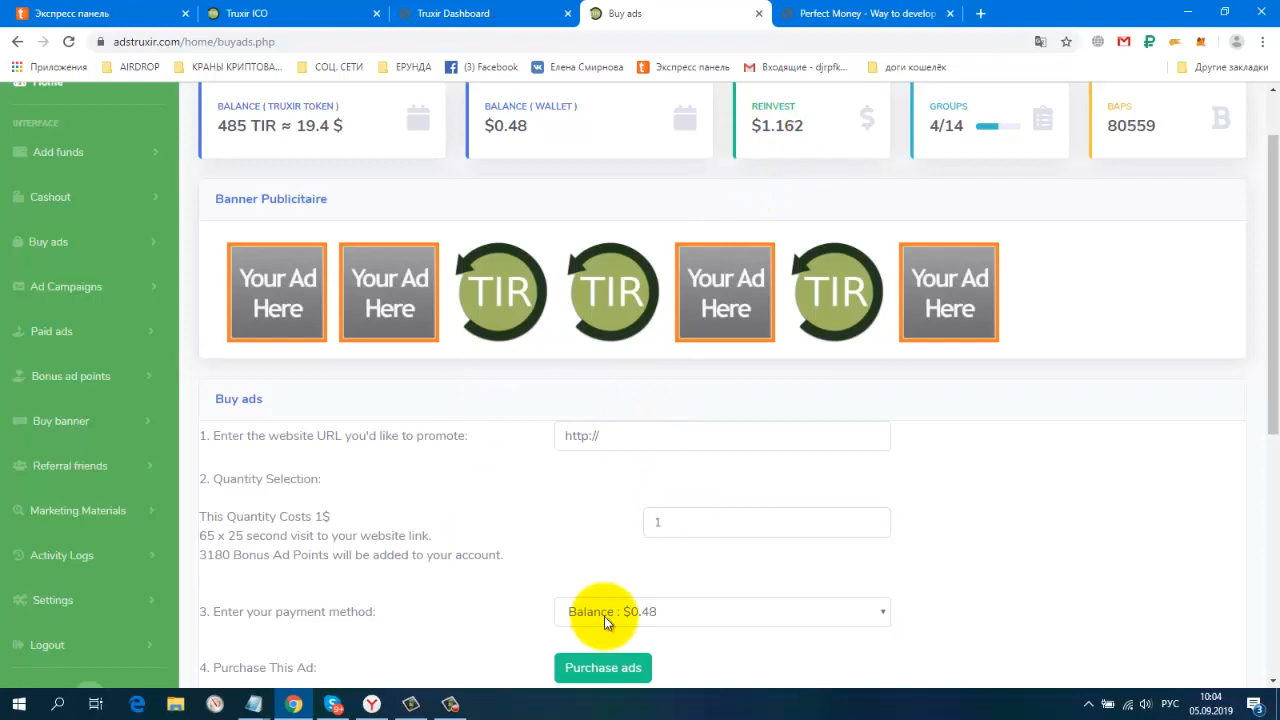 Экспресс панель
Truxir ICO
Truxir Dashboard
Buy ads
Perfect Money - Way to develop
adstruxir.com/home/buyads.php
Приложения
AIRDROP
КРАНЫ КРИПТОВА...
СОЦ. СЕТИ
ЕРУНДА
(3) Facebook
Елена Смирнова
Экспресс панель
Входящие - djrpfk...
доги кошелёк
Другие закладки
Home
INTERFACE
Add funds
Cashout
Buy ads
Ad Campaigns
Paid ads
Bonus ad points
Buy banner
Referral friends
Marketing Materials
Activity Logs
Settings
Logout
BALANCE ( TRUXIR TOKEN )
485 TIR ≈ 19.4 $
BALANCE ( WALLET )
$0.48
REINVEST
$1.162
GROUPS
4/14
BAPS
80559
Banner Publicitaire
Your Ad Here
Your Ad Here
TIR
TIR
Your Ad Here
TIR
Your Ad Here
Buy ads
1. Enter the website URL you'd like to promote:
http://
2. Quantity Selection:
This Quantity Costs 1$
65 x 25 second visit to your website link.
3180 Bonus Ad Points will be added to your account.
1
3. Enter your payment method:
Balance : $0.48
4. Purchase This Ad:
Purchase ads
РУС
10:04
05.09.2019